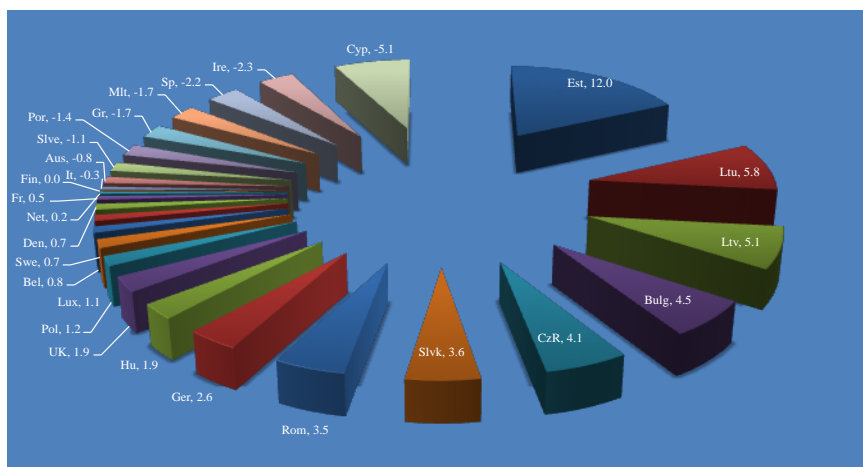 Cyp, -5.1
Est, 12.0
Ltu, 5.8
Ltv, 5.1
Bulg, 4.5
CzR, 4.1
Slvk, 3.6
Rom, 3.5
Ger, 2.6
Hu, 1.9
UK, 1.9
Pol, 1.2
Lux, 1.1
Bel, 0.8
Swe, 0.7
Den, 0.7
Net, 0.2
Fr, 0.5
Fin, 0.0
It, -0.3
Aus, -0.8
Slve, -1.1
Por, -1.4
Gr, -1.7
Mlt, -1.7
Sp, -2.2
Ire, -2.3